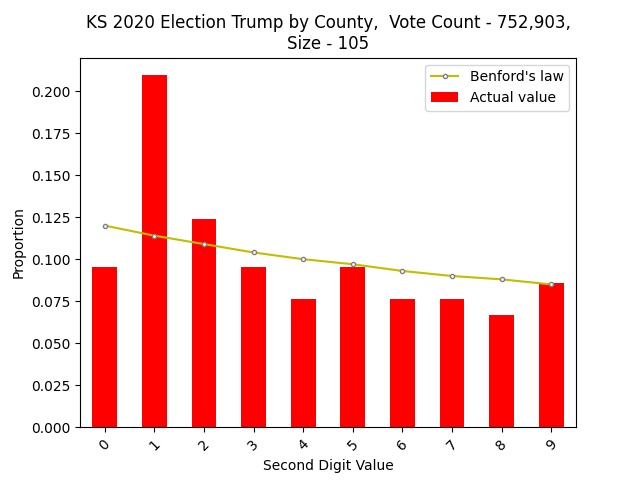 KS 2020 Election Trump by County,  Vote Count - 752,903,
Size - 105
Benford's law
Actual value
0.200
0.175
0.150
0.125
0.100
0.075
0.050
0.025
0.000
Proportion
0 1 2 3 4 5 6 7 8 9
Second Digit Value